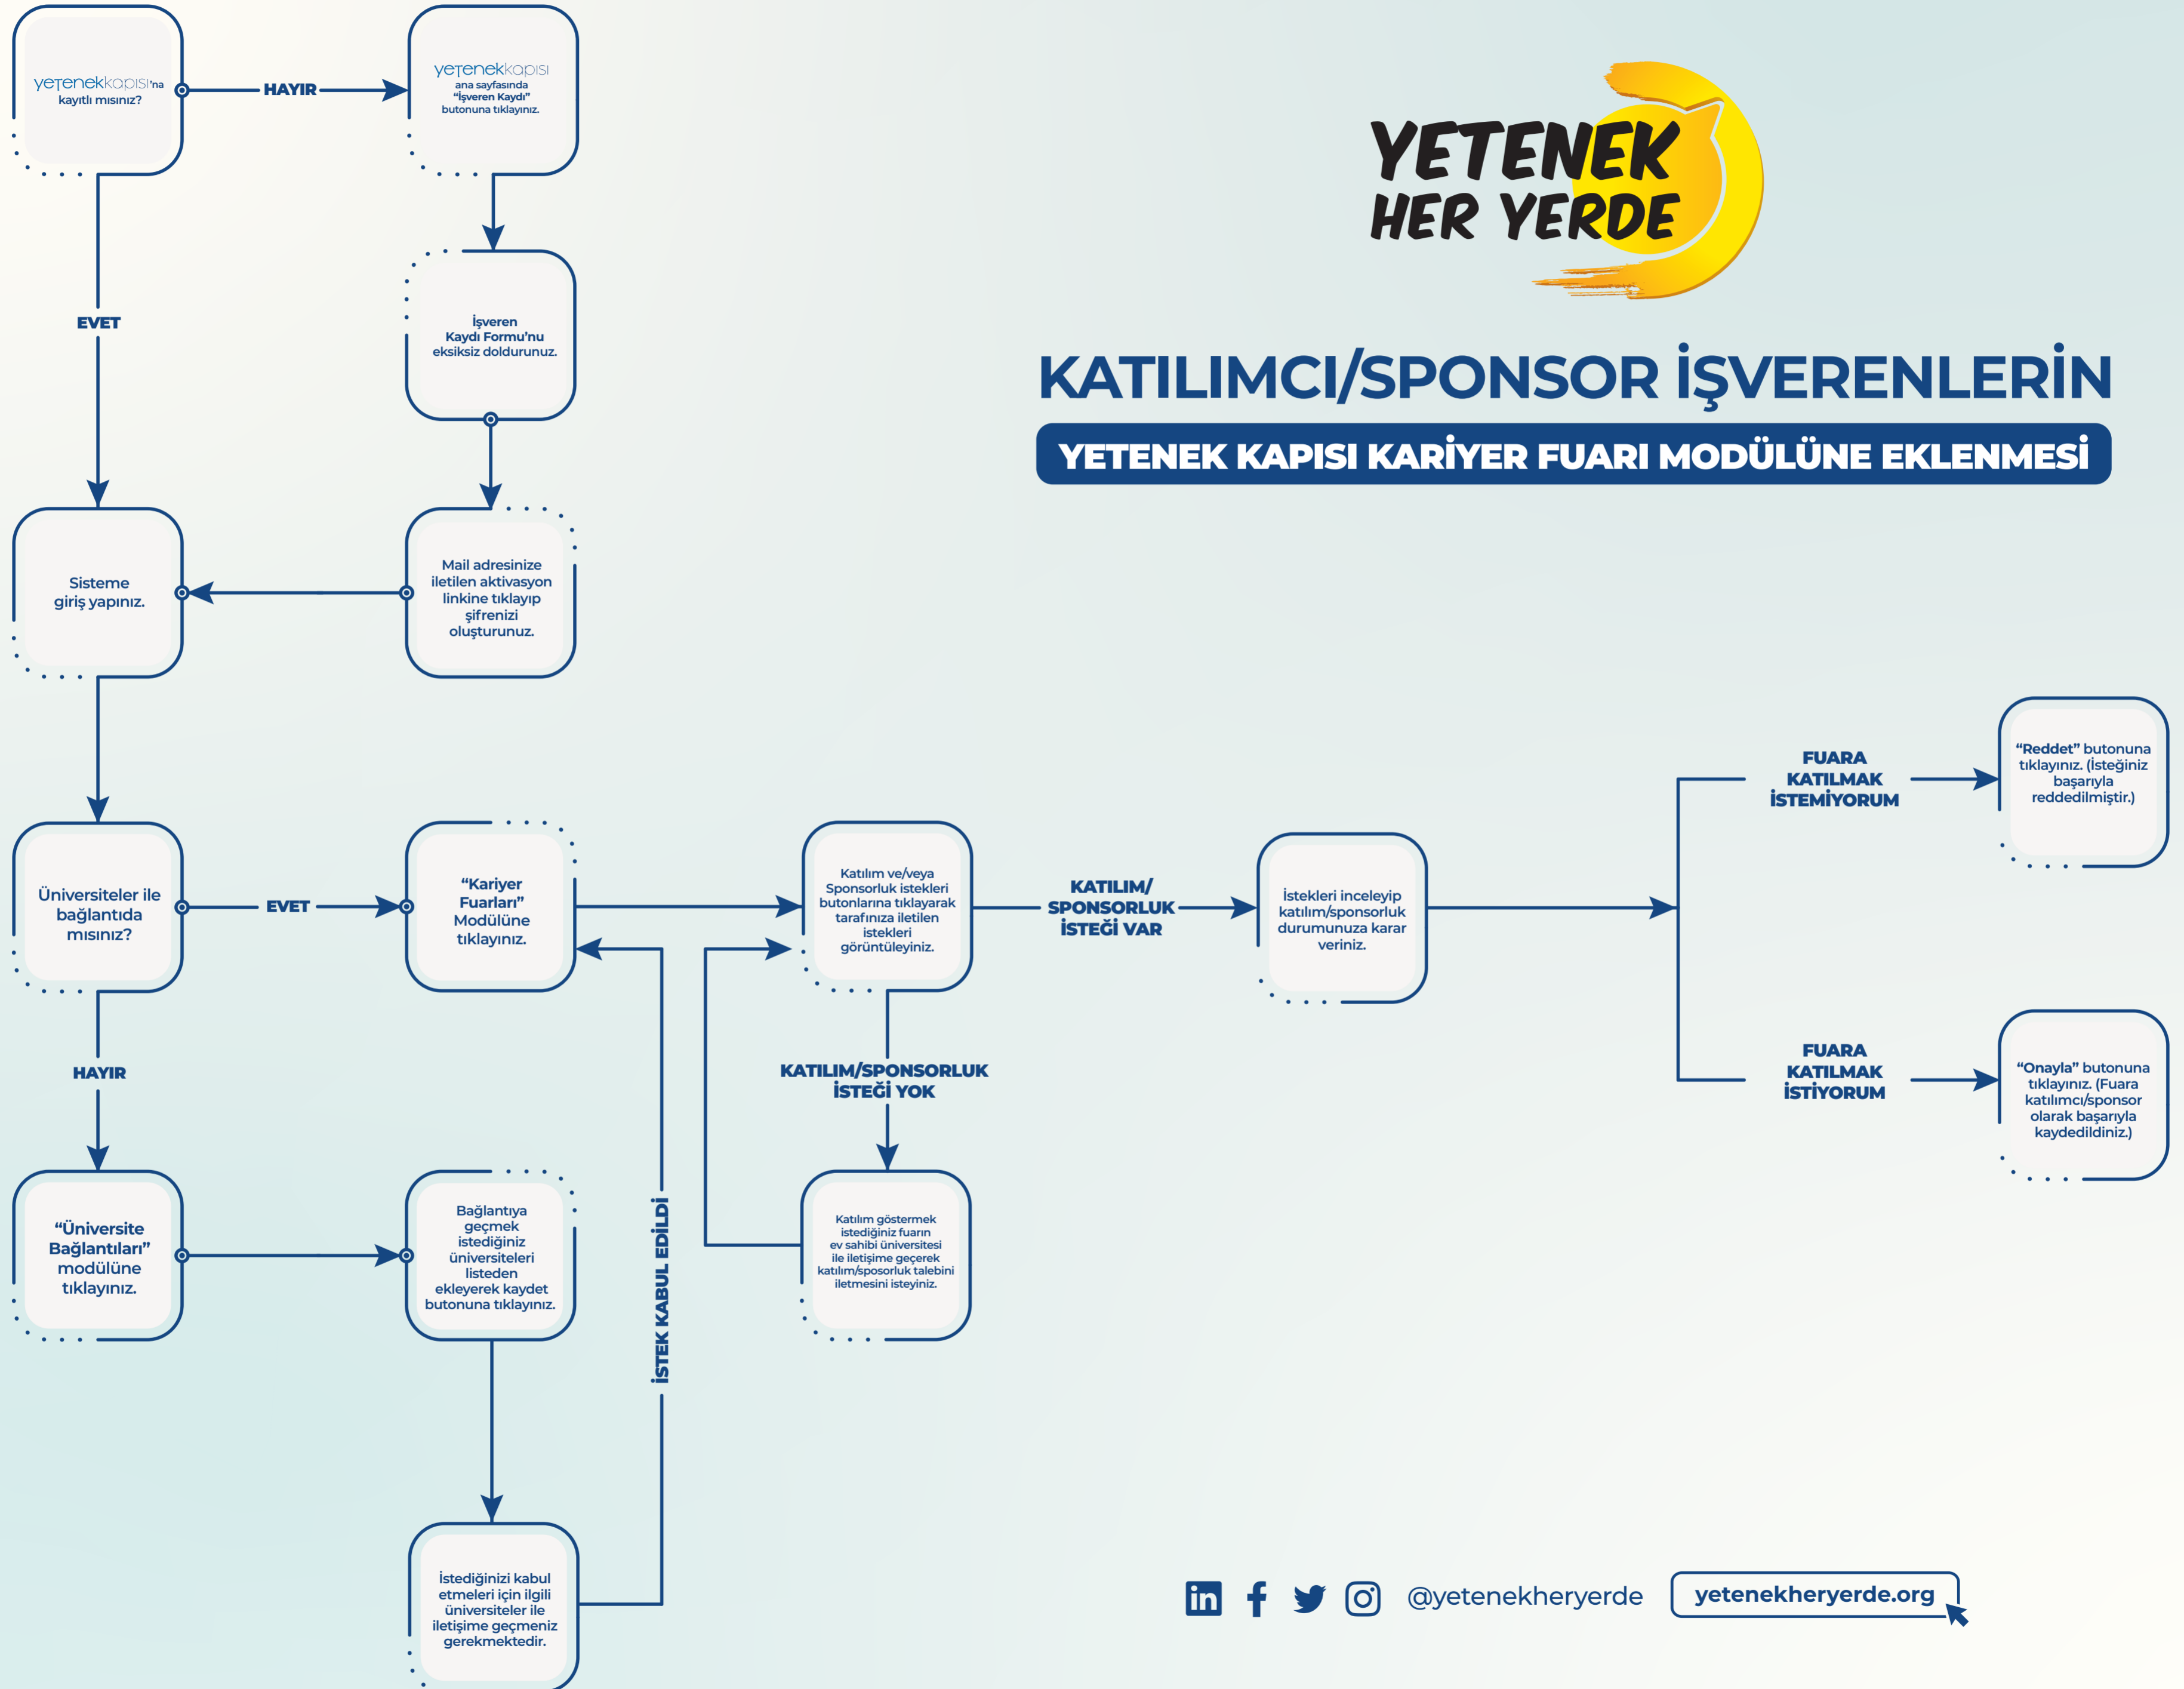 yetenekkapısı'na
kayıtlı mısınız?
HAYIR
yetenekkapısı
ana sayfasında
“İşveren Kaydı”
butonuna tıklayınız.
EVET
İşveren
Kaydı Formu’nu
eksiksiz doldurunuz.
YETENEK
HER YERDE
KATILIMCI/SPONSOR İŞVERENLERİN
YETENEK KAPISI KARİYER FUARI MODÜLÜNE EKLENMESİ
Sisteme
giriş yapınız.
Mail adresinize
iletilen aktivasyon
linkine tıklayıp
şifrenizi
oluşturunuz.
Üniversiteler ile
bağlantıda
mısınız?
EVET
“Kariyer
Fuarları”
Modülüne
tıklayınız.
Katılım ve/veya
Sponsorluk istekleri
butonlarına tıklayarak
tarafınıza iletilen
istekleri
görüntüleyiniz.
KATILIM/
SPONSORLUK
İSTEĞİ VAR
İstekleri inceleyip
katılım/sponsorluk
durumunuza karar
veriniz.
FUARA
KATILMAK
İSTEMİYORUM
“Reddet” butonuna
tıklayınız. (İsteğiniz
başarıyla
reddedilmiştir.)
FUARA
KATILMAK
İSTİYORUM
“Onayla” butonuna
tıklayınız. (Fuara
katılımcı/sponsor
olarak başarıyla
kaydedildiniz.)
HAYIR
KATILIM/SPONSORLUK
İSTEĞİ YOK
“Üniversite
Bağlantıları”
modülüne
tıklayınız.
Bağlantıya
geçmek
istediğiniz
üniversiteleri
listeden
ekleyerek kaydet
butonuna tıklayınız.
İSTEK KABUL EDİLDİ
Katılım göstermek
istediğiniz fuarın
ev sahibi üniversitesi
ile iletişime geçerek
katılım/sposorluk talebini
iletmesini isteyiniz.
İstediğinizi kabul
etmeleri için ilgili
üniversiteler ile
iletişime geçmeniz
gerekmektedir.
in @yetenekheryerde
yetenekheryerde.org